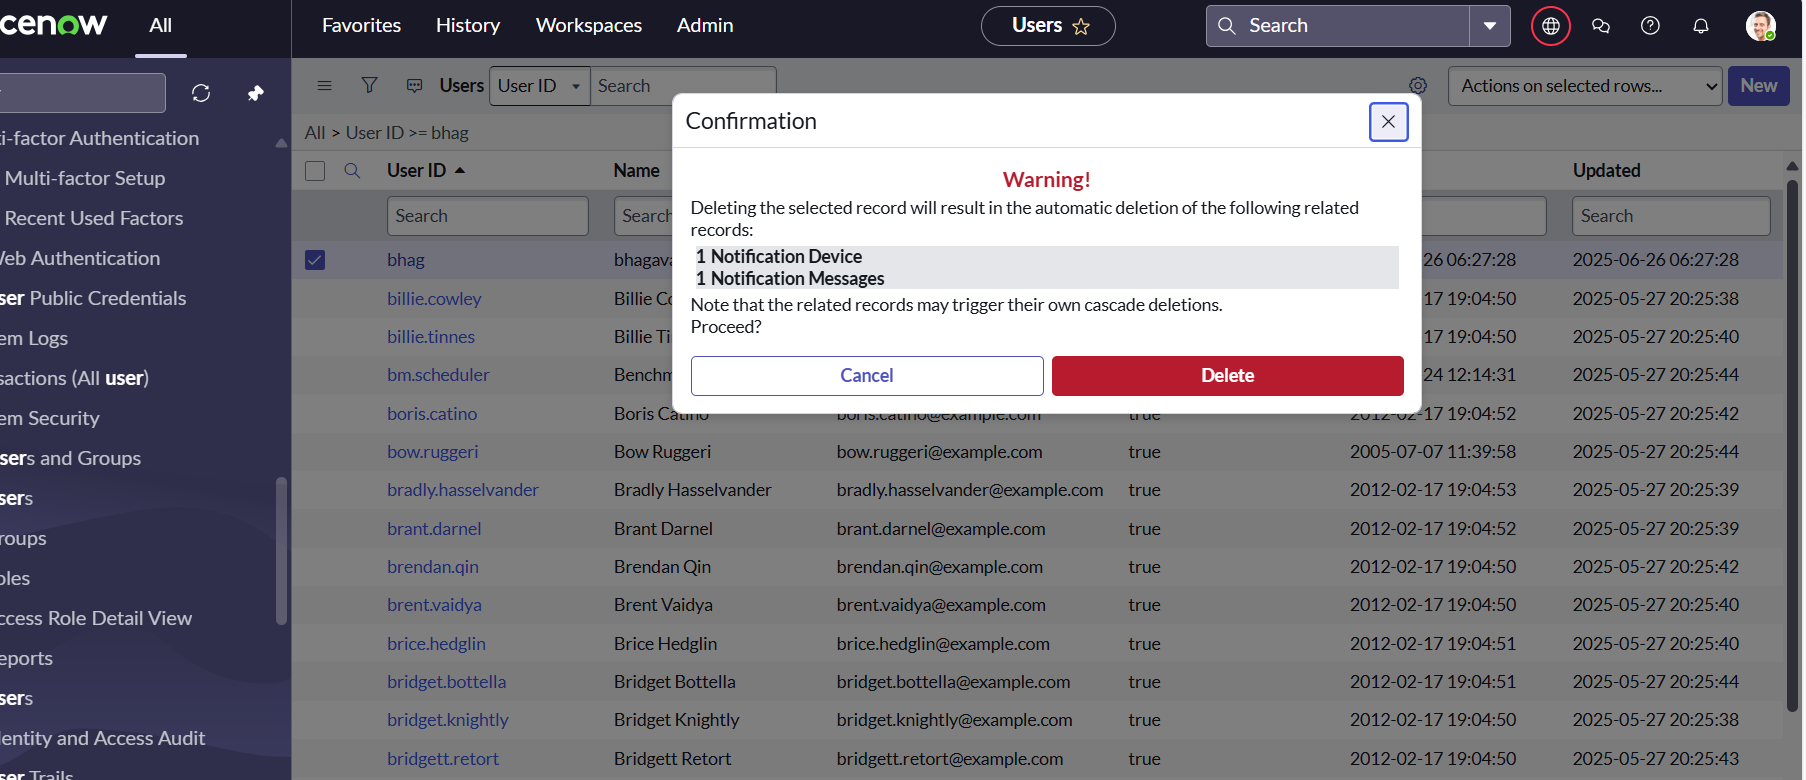 cenow
All
Favorites
History
Workspaces
Admin
Users
Search
Users
User ID
Search
Actions on selected rows...
New
All > User ID >= bhag
i-factor Authentication
Multi-factor Setup
Recent Used Factors
eb Authentication
ser Public Credentials
em Logs
sactions (All user)
em Security
sers and Groups
sers
roups
oles
ccess Role Detail View
eports
sers
entity and Access Audit
ser Trails
User ID
Name
Updated
Search
Search
Search
Confirmation
Warning!
Deleting the selected record will result in the automatic deletion of the following related
records:
1 Notification Device
1 Notification Messages
Note that the related records may trigger their own cascade deletions.
Proceed?
Cancel
Delete
bhag bhagava 26 06:27:28 2025-06-26 06:27:28
billie.cowley Billie Co 17 19:04:50 2025-05-27 20:25:38
billie.tinnes Billie Ti 17 19:04:50 2025-05-27 20:25:40
bm.scheduler Benchm 24 12:14:31 2025-05-27 20:25:44
boris.catino Boris Catino boris.catino@example.com true 2012-02-17 19:04:52 2025-05-27 20:25:42
bow.ruggeri Bow Ruggeri bow.ruggeri@example.com true 2005-07-07 11:39:58 2025-05-27 20:25:44
bradly.hasselvander Bradly Hasselvander bradly.hasselvander@example.com true 2012-02-17 19:04:53 2025-05-27 20:25:39
brant.darnel Brant Darnel brant.darnel@example.com true 2012-02-17 19:04:52 2025-05-27 20:25:39
brendan.qin Brendan Qin brendan.qin@example.com true 2012-02-17 19:04:50 2025-05-27 20:25:42
brent.vaidya Brent Vaidya brent.vaidya@example.com true 2012-02-17 19:04:50 2025-05-27 20:25:40
brice.hedglin Brice Hedglin brice.hedglin@example.com true 2012-02-17 19:04:51 2025-05-27 20:25:40
bridget.bottella Bridget Bottella bridget.bottella@example.com true 2012-02-17 19:04:51 2025-05-27 20:25:44
bridget.knightly Bridget Knightly bridget.knightly@example.com true 2012-02-17 19:04:50 2025-05-27 20:25:38
bridgett.retort Bridgett Retort bridgett.retort@example.com true 2012-02-17 19:04:50 2025-05-27 20:25:43